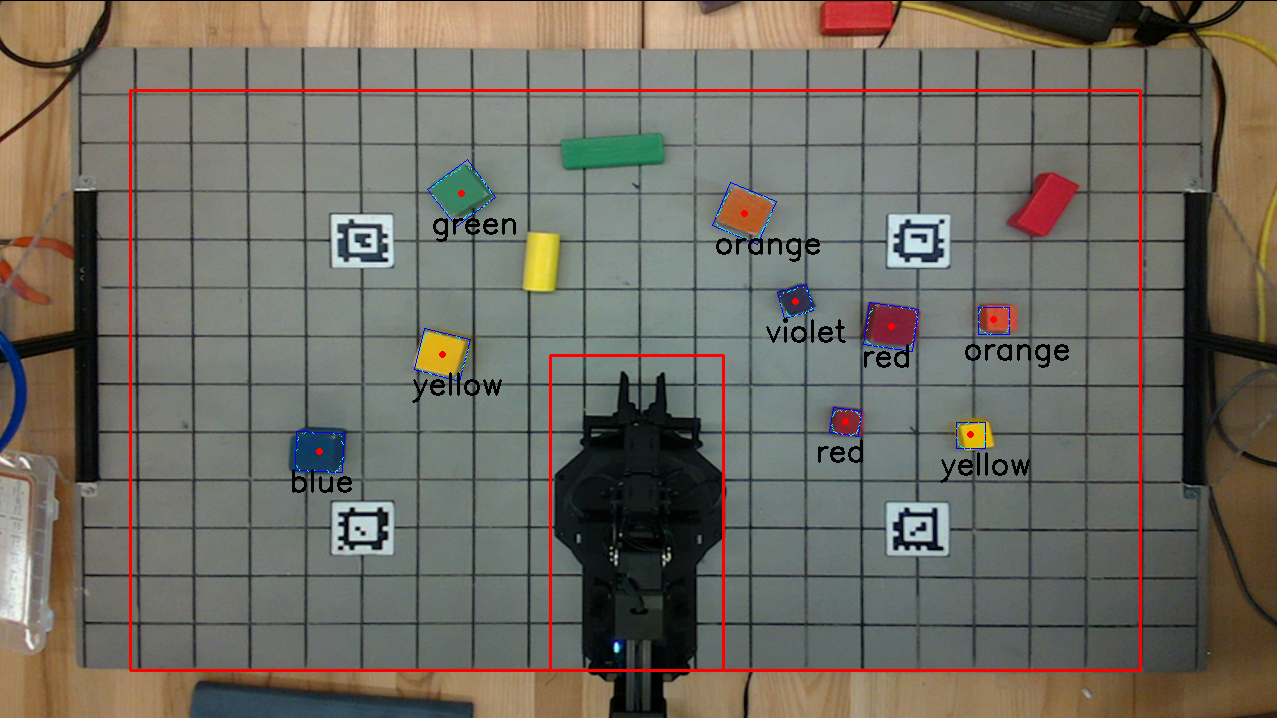 green
orange
violet
red
orange
yellow
red
yellow
blue